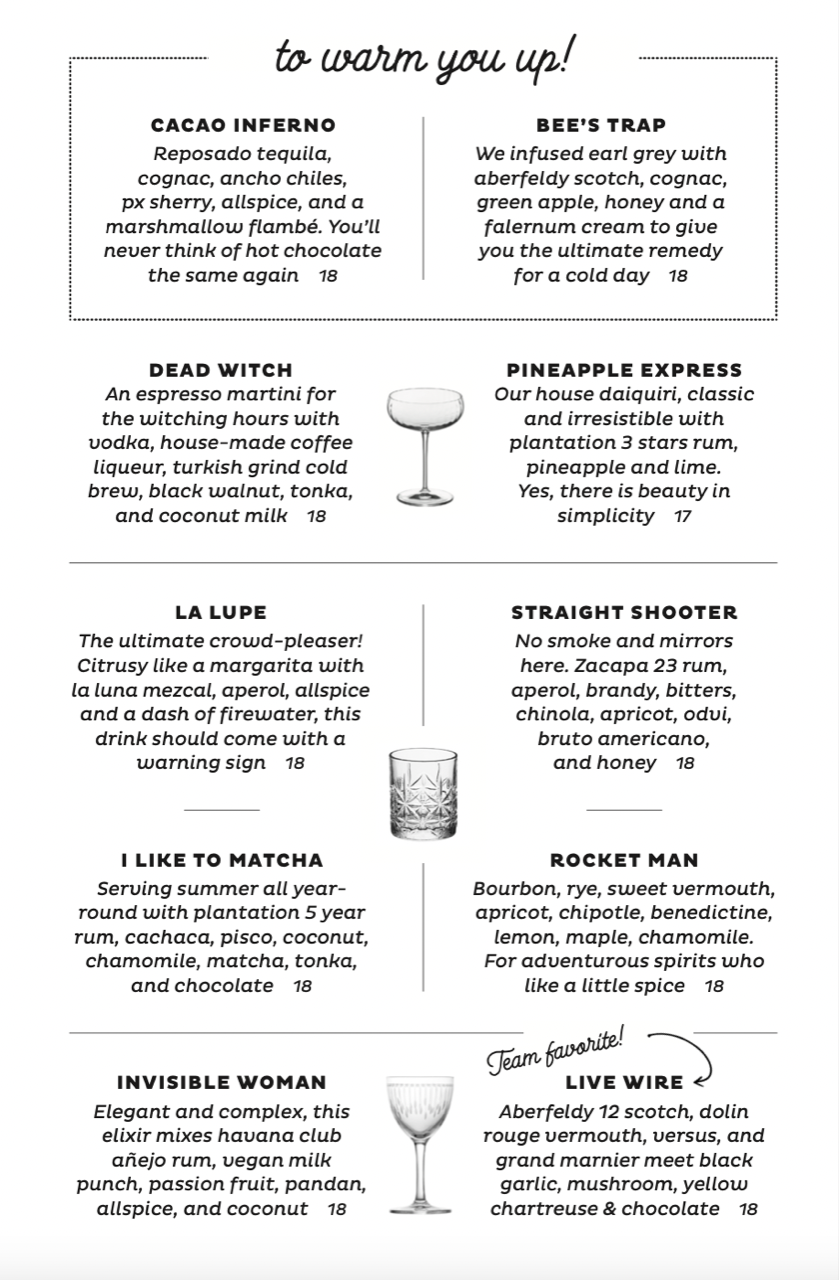 to warm you up!
CACAO INFERNO
Reposado tequila,
cognac, ancho chiles,
px sherry, allspice, and a
marshmallow flambé. You’ll
never think of hot chocolate
the same again 18
BEE’S TRAP
We infused earl grey with
aberfeldy scotch, cognac,
green apple, honey and a
falernum cream to give
you the ultimate remedy
for a cold day 18
DEAD WITCH
An espresso martini for
the witching hours with
vodka, house-made coffee
liqueur, turkish grind cold
brew, black walnut, tonka,
and coconut milk 18
PINEAPPLE EXPRESS
Our house daiquiri, classic
and irresistible with
plantation 3 stars rum,
pineapple and lime.
Yes, there is beauty in
simplicity 17
LA LUPE
The ultimate crowd-pleaser!
Citrusy like a margarita with
la luna mezcal, aperol, allspice
and a dash of firewater, this
drink should come with a
warning sign 18
STRAIGHT SHOOTER
No smoke and mirrors
here. Zacapa 23 rum,
aperol, brandy, bitters,
chinola, apricot, odvi,
bruto americano,
and honey 18
I LIKE TO MATCHA
Serving summer all year-
round with plantation 5 year
rum, cachaca, pisco, coconut,
chamomile, matcha, tonka,
and chocolate 18
ROCKET MAN
Bourbon, rye, sweet vermouth,
apricot, chipotle, benedictine,
lemon, maple, chamomile.
For adventurous spirits who
like a little spice 18
INVISIBLE WOMAN
Elegant and complex, this
elixir mixes havana club
añejo rum, vegan milk
punch, passion fruit, pandan,
allspice, and coconut 18
Team favorite!
LIVE WIRE
Aberfeldy 12 scotch, dolin
rouge vermouth, versus, and
grand marnier meet black
garlic, mushroom, yellow
chartreuse & chocolate 18